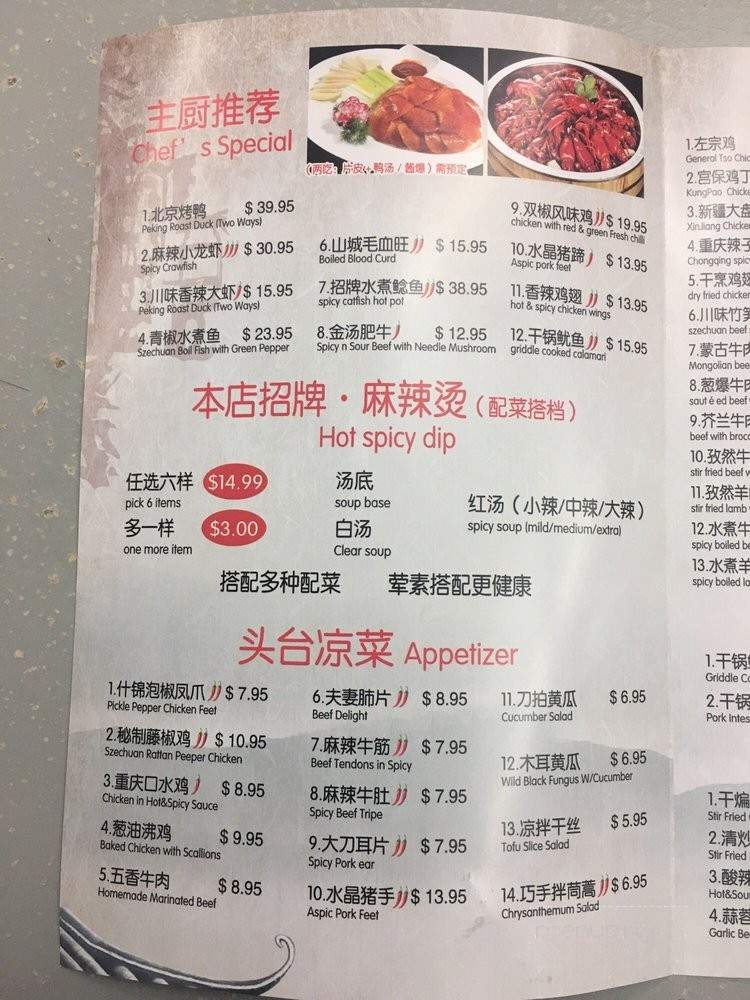 主厨推荐
Chef's Special
(两吃：片皮+鸭汤/酱爆)需预定
1.北京烤鸭 $ 39.95
Peking Roast Duck (Two Ways)
2.麻辣小龙虾 $ 30.95
Spicy Crawfish
3.川味香辣大虾 $ 15.95
Peking Roast Duck (Two Ways)
4.青椒水煮鱼 $ 23.95
Szechuan Boil Fish with Green Pepper
6.山城毛血旺 $ 15.95
Boiled Blood Curd
7.招牌水煮鲶鱼 $38.95
spicy catfish hot pot
8.金汤肥牛 $ 12.95
Spicy n Sour Beef with Needle Mushroom
9.双椒风味鸡 $ 19.95
chicken with red & green Fresh chili
10.水晶猪蹄 $ 13.95
Aspic pork feet
11.香辣鸡翅 $ 13.95
hot & spicy chicken wings
12.干锅鱿鱼 $ 15.95
griddle cooked calamari
本店招牌·麻辣烫(配菜搭档)
Hot spicy dip
任选六样 $14.99
pick 6 items
多一样 $3.00
one more item
汤底
soup base
白汤
Clear soup
红汤(小辣/中辣/大辣)
spicy soup (mild/medium/extra)
搭配多种配菜 荤素搭配更健康
头台凉菜 Appetizer
1.什锦泡椒凤爪 $ 7.95
Pickle Pepper Chicken Feet
2.秘制藤椒鸡 $ 10.95
Szechuan Rattan Peeper Chicken
3.重庆口水鸡 $ 8.95
Chicken in Hot&Spicy Sauce
4.葱油沸鸡 $ 9.95
Baked Chicken with Scallions
5.五香牛肉 $ 8.95
Homemade Marinated Beef
6.夫妻肺片 $ 8.95
Beef Delight
7.麻辣牛筋 $ 7.95
Beef Tendons in Spicy
8.麻辣牛肚 $ 7.95
Spicy Beef Tripe
9.大刀耳片 $ 7.95
Spicy Pork ear
10.水晶猪手 $ 13.95
Aspic Pork Feet
11.刀拍黄瓜 $ 6.95
Cucumber Salad
12.木耳黄瓜 $ 6.95
Wild Black Fungus W/Cucumber
13.凉拌干丝 $ 5.95
Tofu Slice Salad
14.巧手拌茼蒿 $ 6.95
Chrysanthemum Salad
1.左宗鸡
General Tso Chic
2.宫保鸡丁
KungPao Chicke
3.新疆大盘
XinJiang Chicken
4.重庆辣子
Chongqing spicy
5.干烹鸡翅
dry fried chicken
6.川味竹笋
szechuan beef
7.蒙古牛肉
Mongolian bee
8.葱爆牛肉
saut é ed beef
9.芥兰牛肉
beef with broc
10.孜然牛
stir fried beef
11.孜然羊
stir fried lamb
12.水煮牛
spicy boiled be
13.水煮羊
spicy boiled la
1.干锅
Griddle Co
2.干锅
Pork Intes
1.干煸
Stir Fried
2.清炒
Stir Fried
3.酸辣
Hot&Sou
4.蒜蓉
Garlic Be